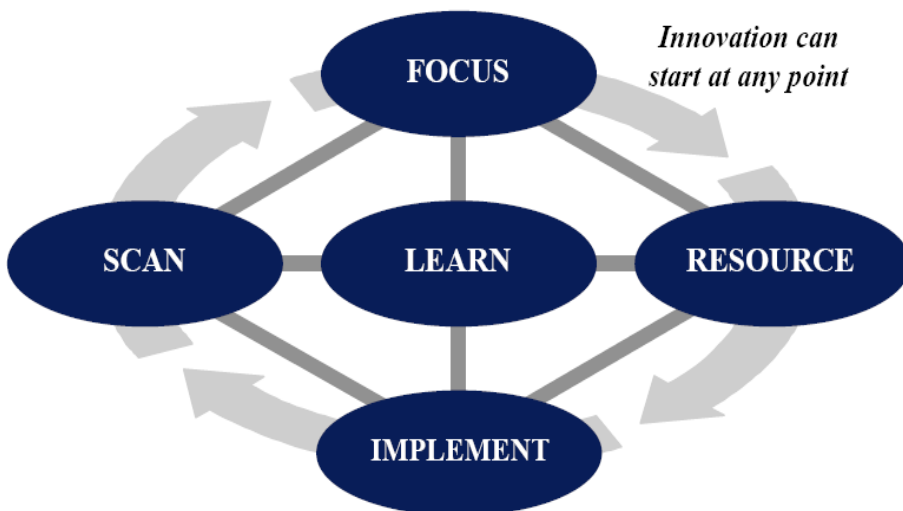 FOCUS
Innovation can
start at any point
SCAN
LEARN
RESOURCE
IMPLEMENT